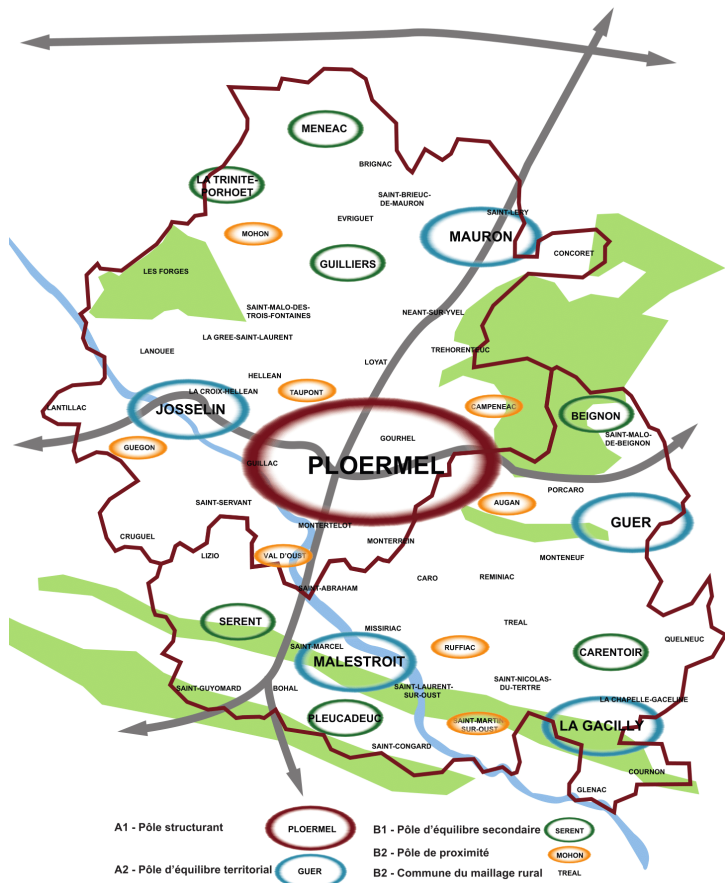 MENEAC
BRIGNAC
LA TRINITE-
PORHOET
SAINT-BRIEUC-
DE-MAURON
SAINT-LERY
EVRIGUET
MOHON
MAURON
CONCORET
GUILLIERS
LES FORGES
SAINT-MALO-DES-
TROIS-FONTAINES
NEANT-SUR-YVEL
LA GREE-SAINT-LAURENT
LANOUEE
TREHORENTEUC
LOYAT
HELLEAN
LA CROIX-HELLEAN
TAUPONT
LANTILLAC
JOSSELIN
CAMPENEAC
BEIGNON
GUEGON
GOURHEL
SAINT-MALO-
DE-BEIGNON
GUILLAC
PLOERMEL
PORCARO
SAINT-SERVANT
AUGAN
GUER
MONTERTELOT
CRUGUEL
MONTERREIN
LIZIO
VAL D'OUST
MONTENEUF
CARO
REMINIAC
SAINT-ABRAHAM
SERENT
MISSIRIAC
TREAL
QUELNEUC
SAINT-MARCEL
RUFFIAC
CARENTOIR
MALESTROIT
SAINT-NICOLAS-
DU-TERTRE
SAINT-GUYOMARD
BOHAL
SAINT-LAURENT-
SUR-OUST
LA CHAPELLE-GACELINE
PLEUCADEUC
SAINT-MARTIN
SUR-OUST
LA GACILLY
SAINT-CONGARD
COURNON
GLENAC
A1 - Pôle structurant
PLOERMEL
B1 - Pôle d'équilibre secondaire
SERENT
B2 - Pôle de proximité
MOHON
A2 - Pôle d'équilibre territorial
GUER
B2 - Commune du maillage rural
TREAL